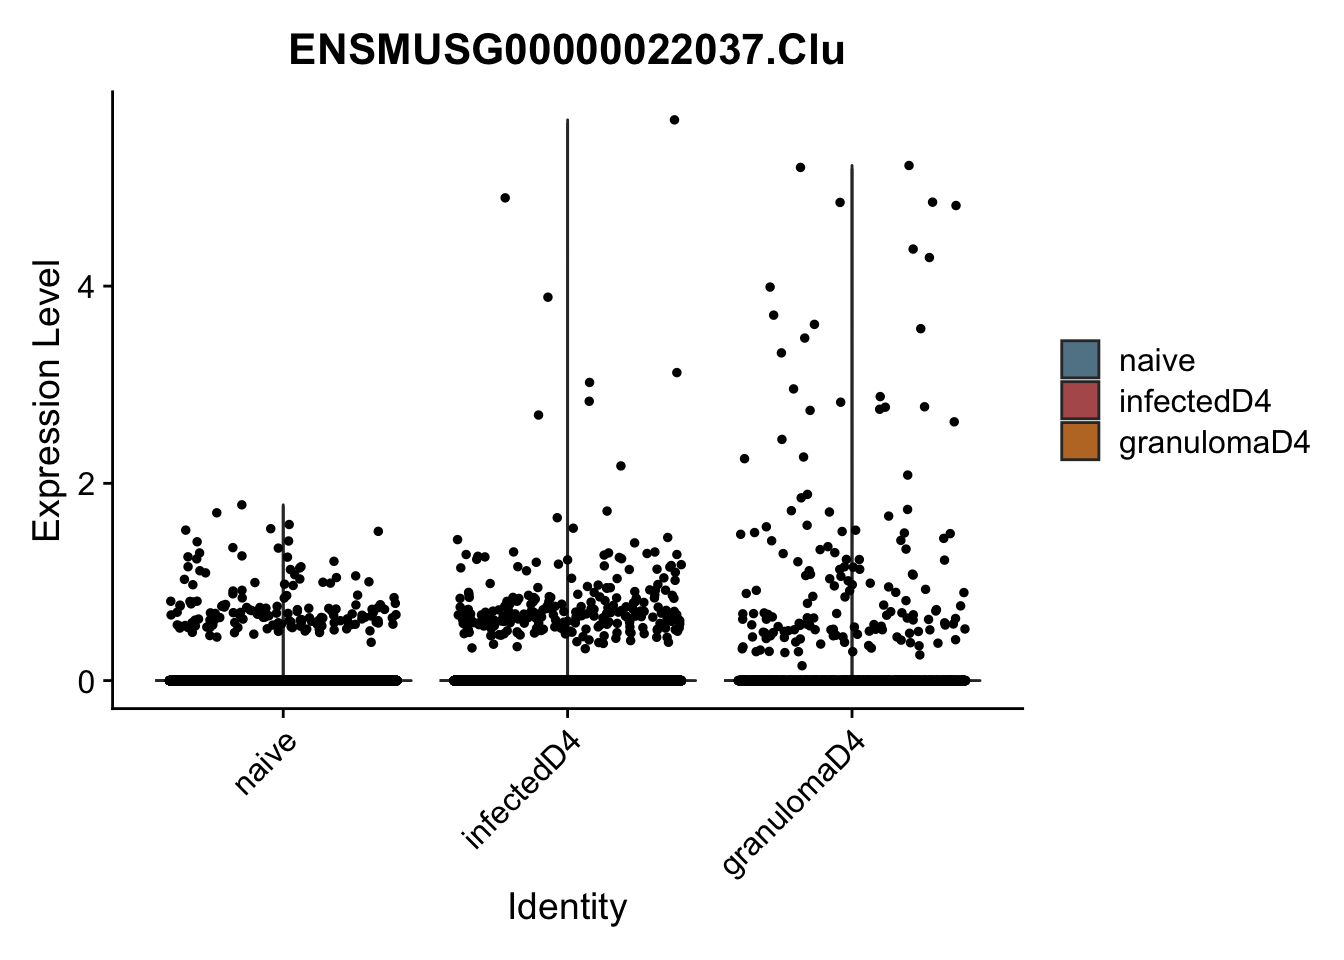 ENSMUSG00000022037.Clu
Expression Level
4
2
0
naive
infectedD4
granulomaD4
Identity
naive
infectedD4
granulomaD4